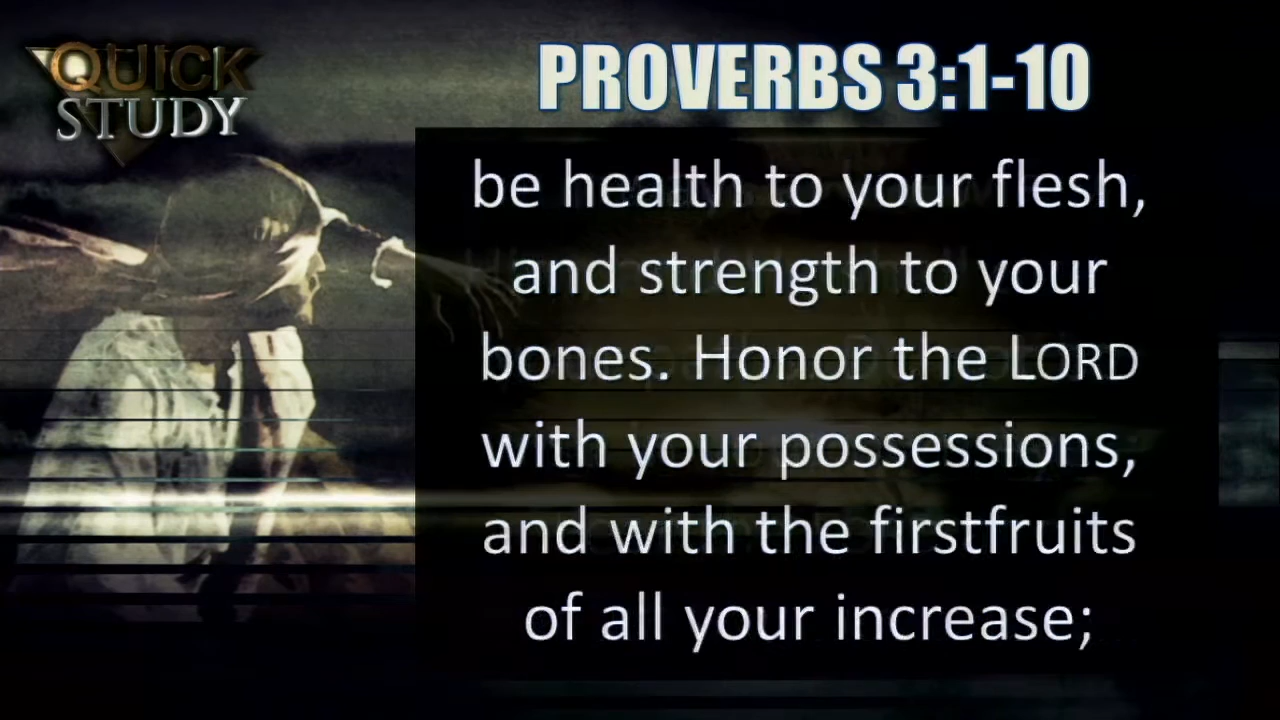 QUICK
STUDY
PROVERBS 3:1-10
be health to your flesh,
and strength to your
bones. Honor the LORD
with your possessions,
and with the firstfruits
of all your increase;